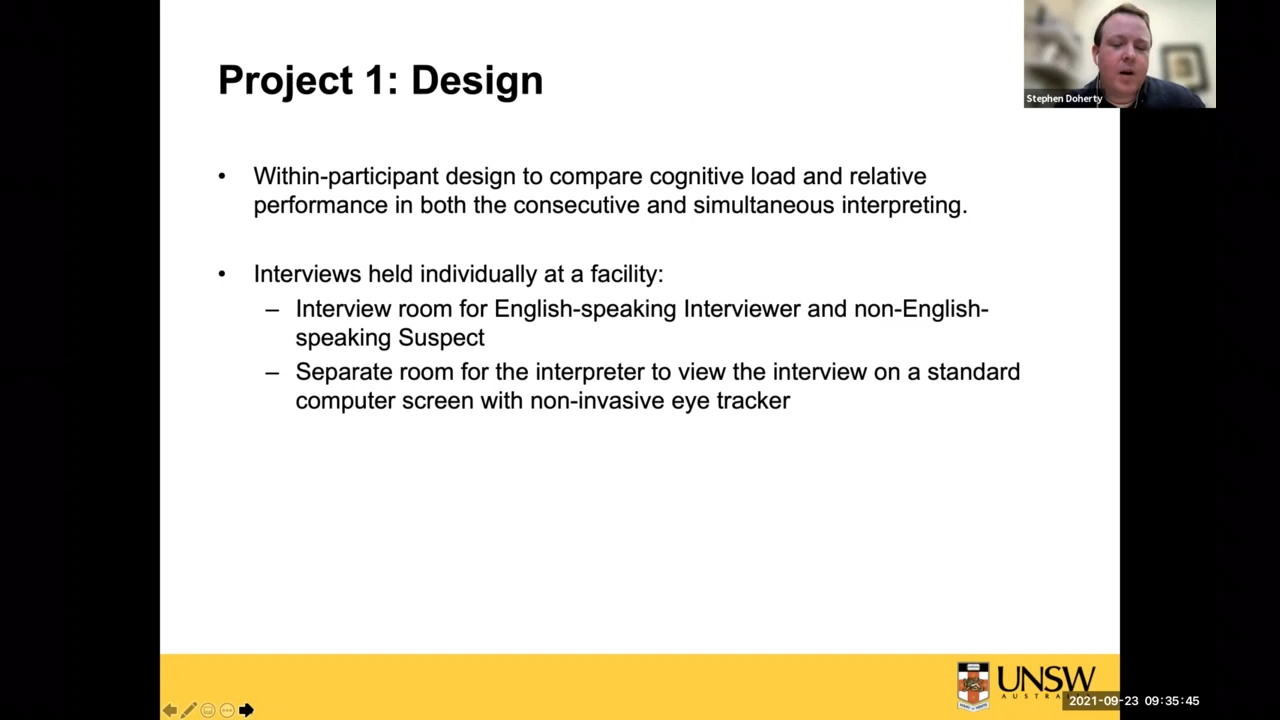 Project 1: Design
Stephen Doherty
• Within-participant design to compare cognitive load and relative
performance in both the consecutive and simultaneous interpreting.
• Interviews held individually at a facility:
– Interview room for English-speaking Interviewer and non-English-
speaking Suspect
– Separate room for the interpreter to view the interview on a standard
computer screen with non-invasive eye tracker
UNSW
2021-09-23 09:35:45